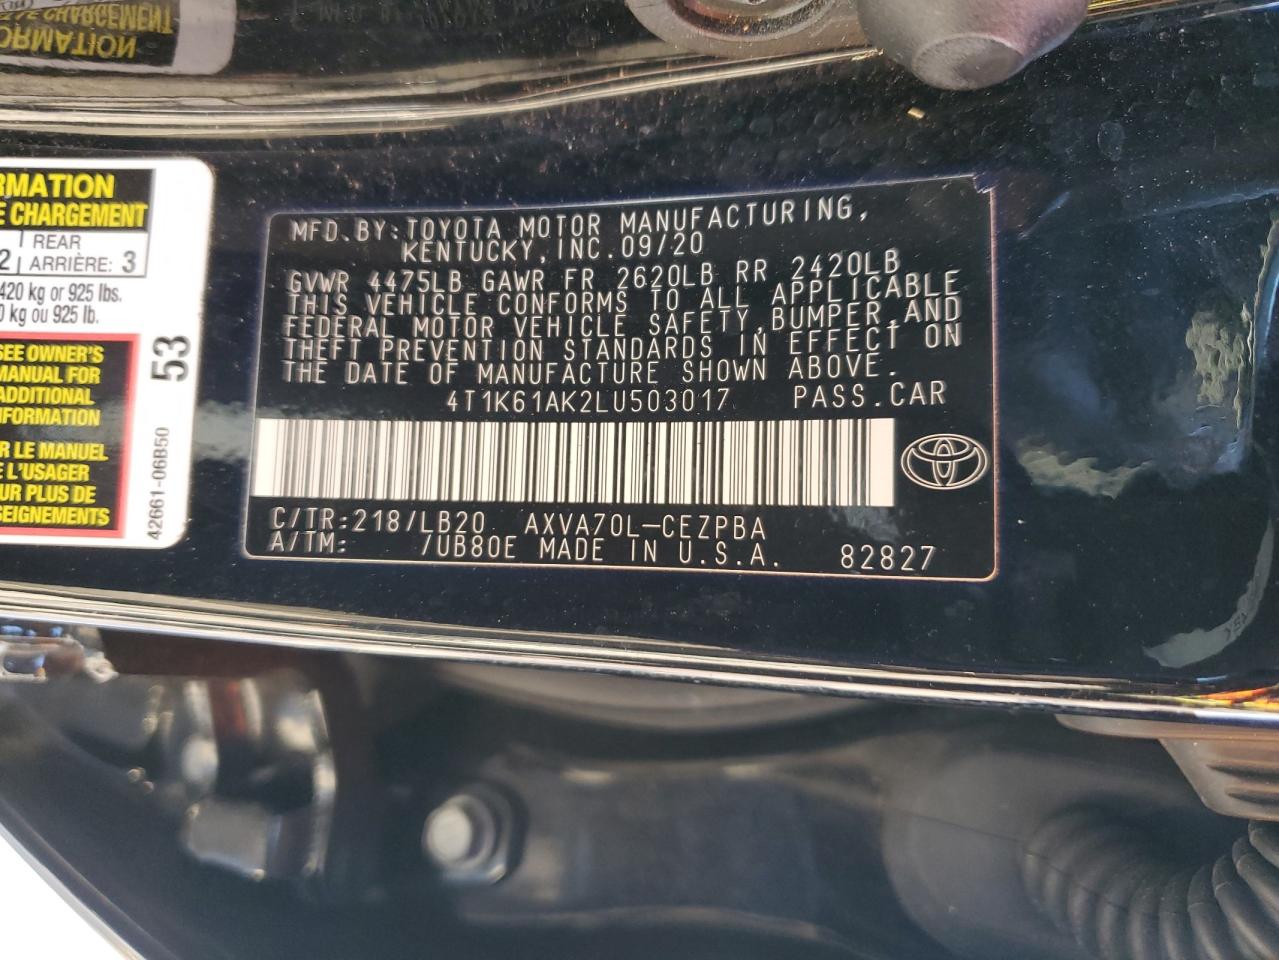 RMATION
E CHARGEMENT
2 REAR
ARRIÈRE: 3
420 kg or 925 lbs.
0 kg ou 925 lb.
SEE OWNER'S
MANUAL FOR
ADDITIONAL
INFORMATION
R LE MANUEL
E L'USAGER
UR PLUS DE
SEIGNEMENTS
53
42661-06B50
MFD.BY:TOYOTA MOTOR MANUFACTURING,
KENTUCKY,INC.09/20
GVWR 4475LB GAWR FR 2620LB RR 2420LB
THIS VEHICLE CONFORMS TO ALL APPLICABLE
FEDERAL MOTOR VEHICLE SAFETY,BUMPER,AND
THEFT PREVENTION STANDARDS IN EFFECT ON
THE DATE OF MANUFACTURE SHOWN ABOVE.
4T1K61AK2LU503017 PASS.CAR
C/TR:218/LB20 AXVA70L-CEZPBA
A/TM: /UB80E MADE IN U.S.A. 82827
ORMATION
CHARGEMENT